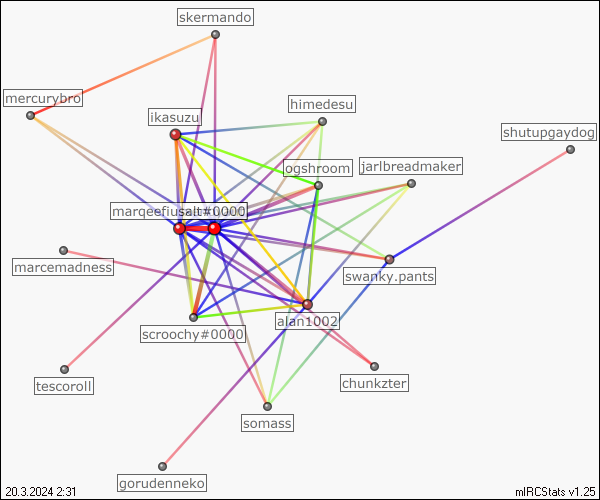 skermando
mercurybro
ikasuzu
himedesu
shutupgaydog
ogshroom
jarlbreadmaker
salt#0000
marcemadness
swanky.pants
alan1002
scroochy#0000
chunkzter
tescoroll
somass
gorudenneko
20.3.2024 2:31
mIRCStats v1.25